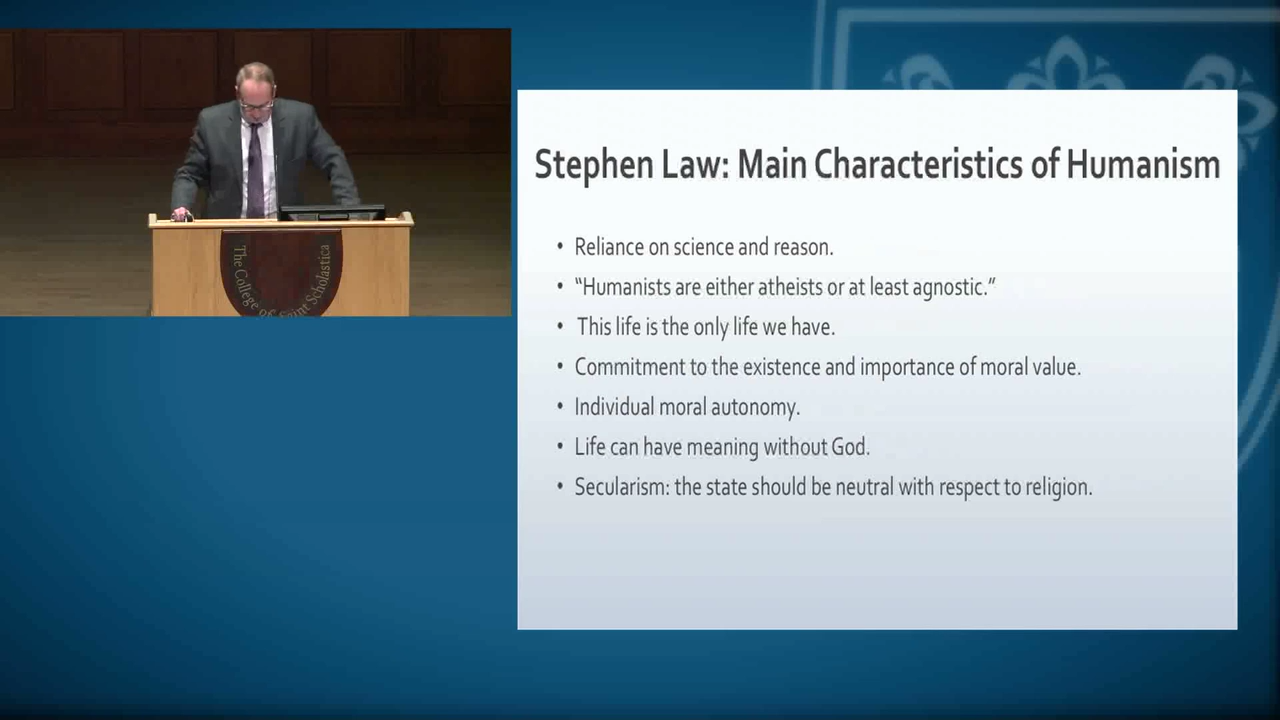 Stephen Law: Main Characteristics of Humanism
• Reliance on science and reason.
• “Humanists are either atheists or at least agnostic.”
• This life is the only life we have.
• Commitment to the existence and importance of moral value.
• Individual moral autonomy.
• Life can have meaning without God.
• Secularism: the state should be neutral with respect to religion.
The College of Saint Scholastica